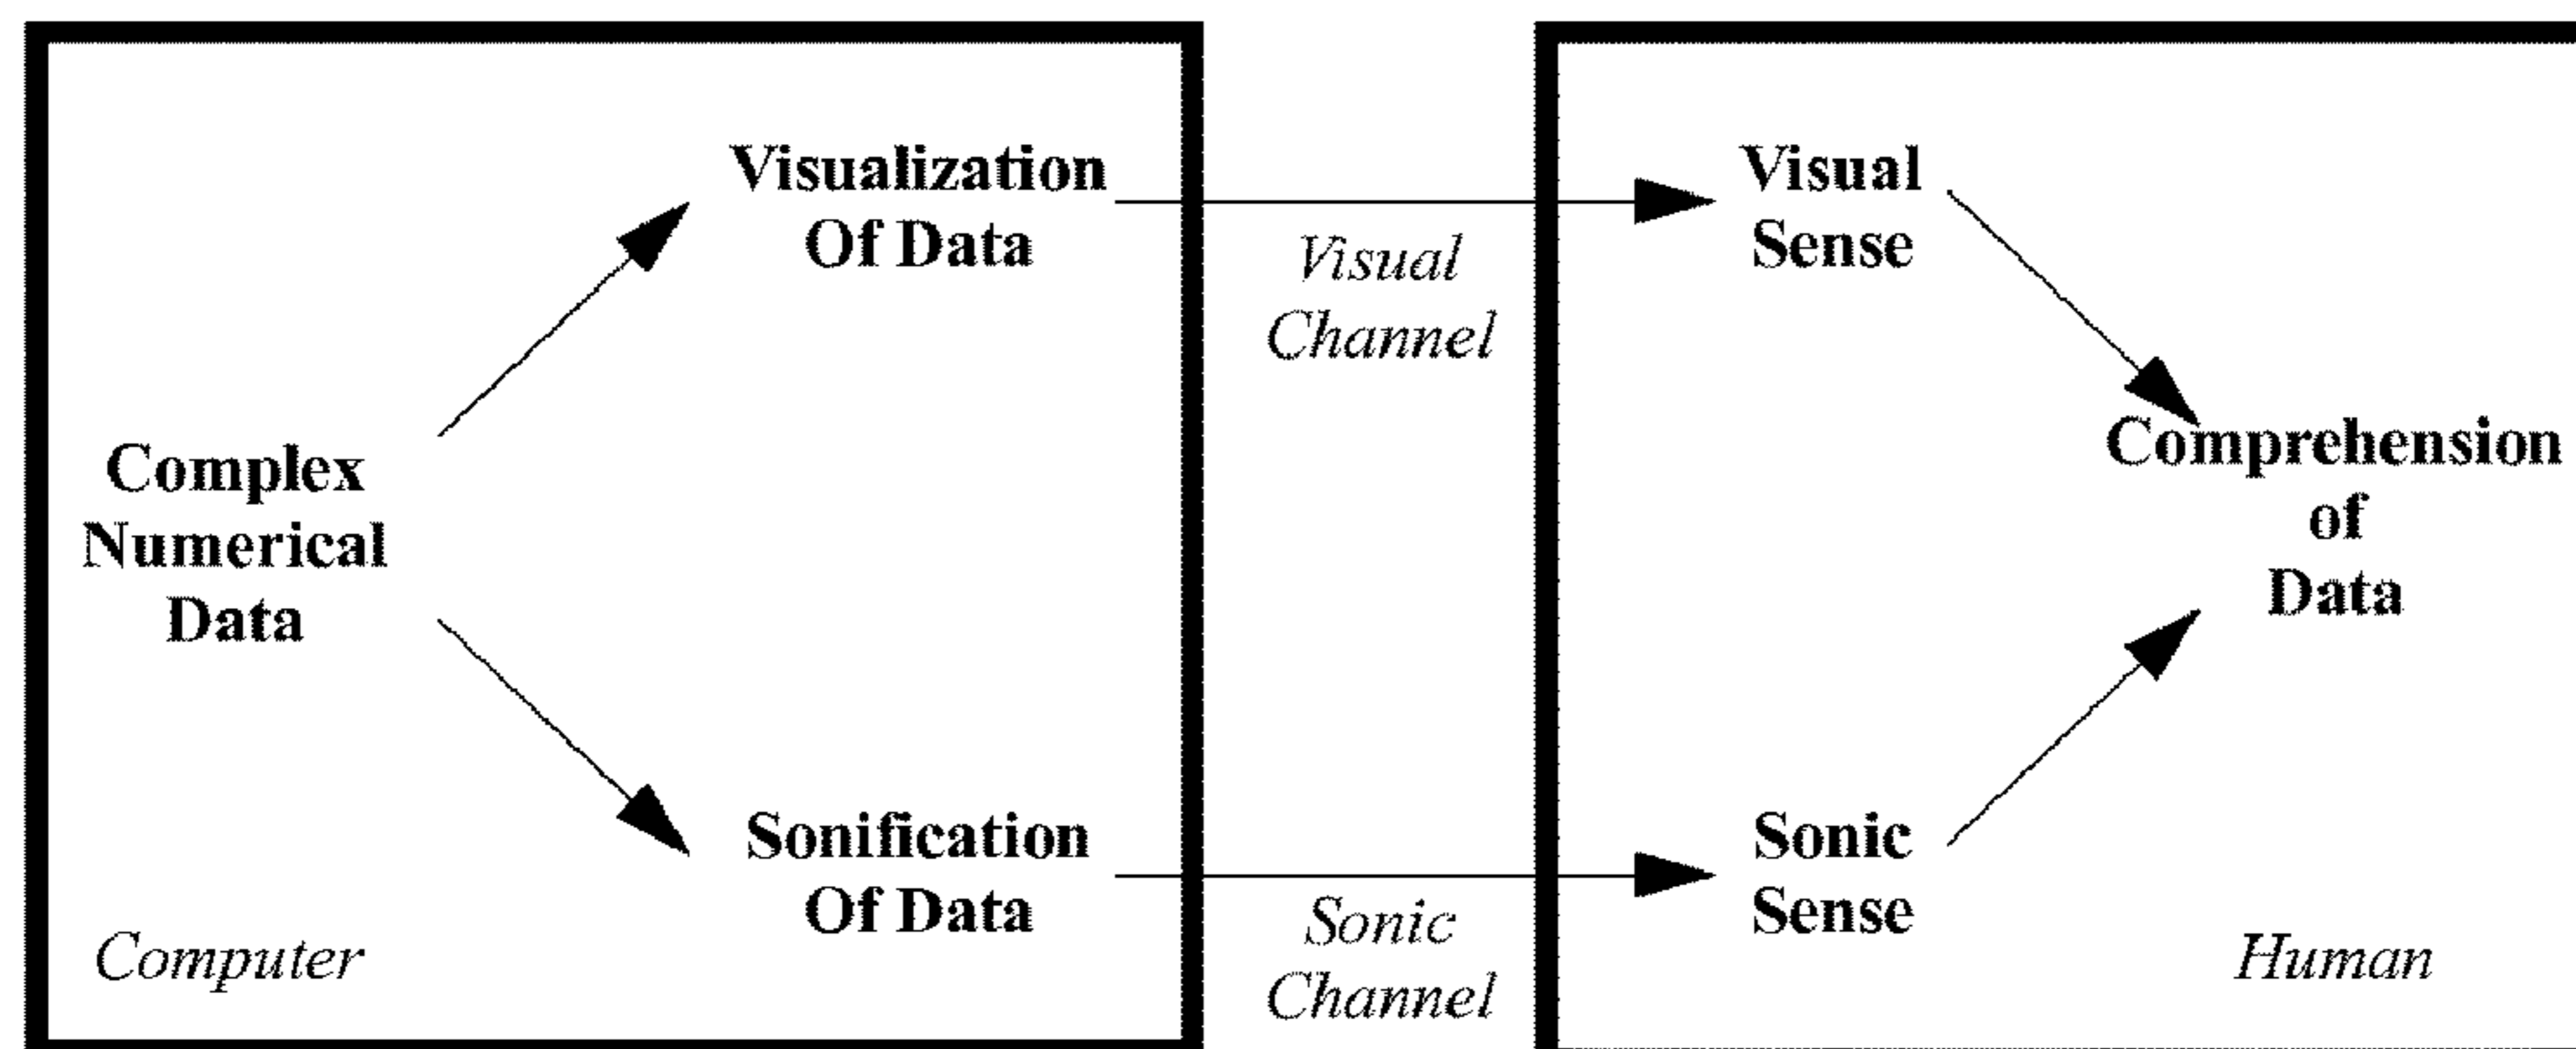 Visualization
Of Data
Visual
Channel
Visual
Sense
Complex
Numerical
Data
Comprehension
of
Data
Sonification
Of Data
Sonic
Channel
Sonic
Sense
Computer
Human